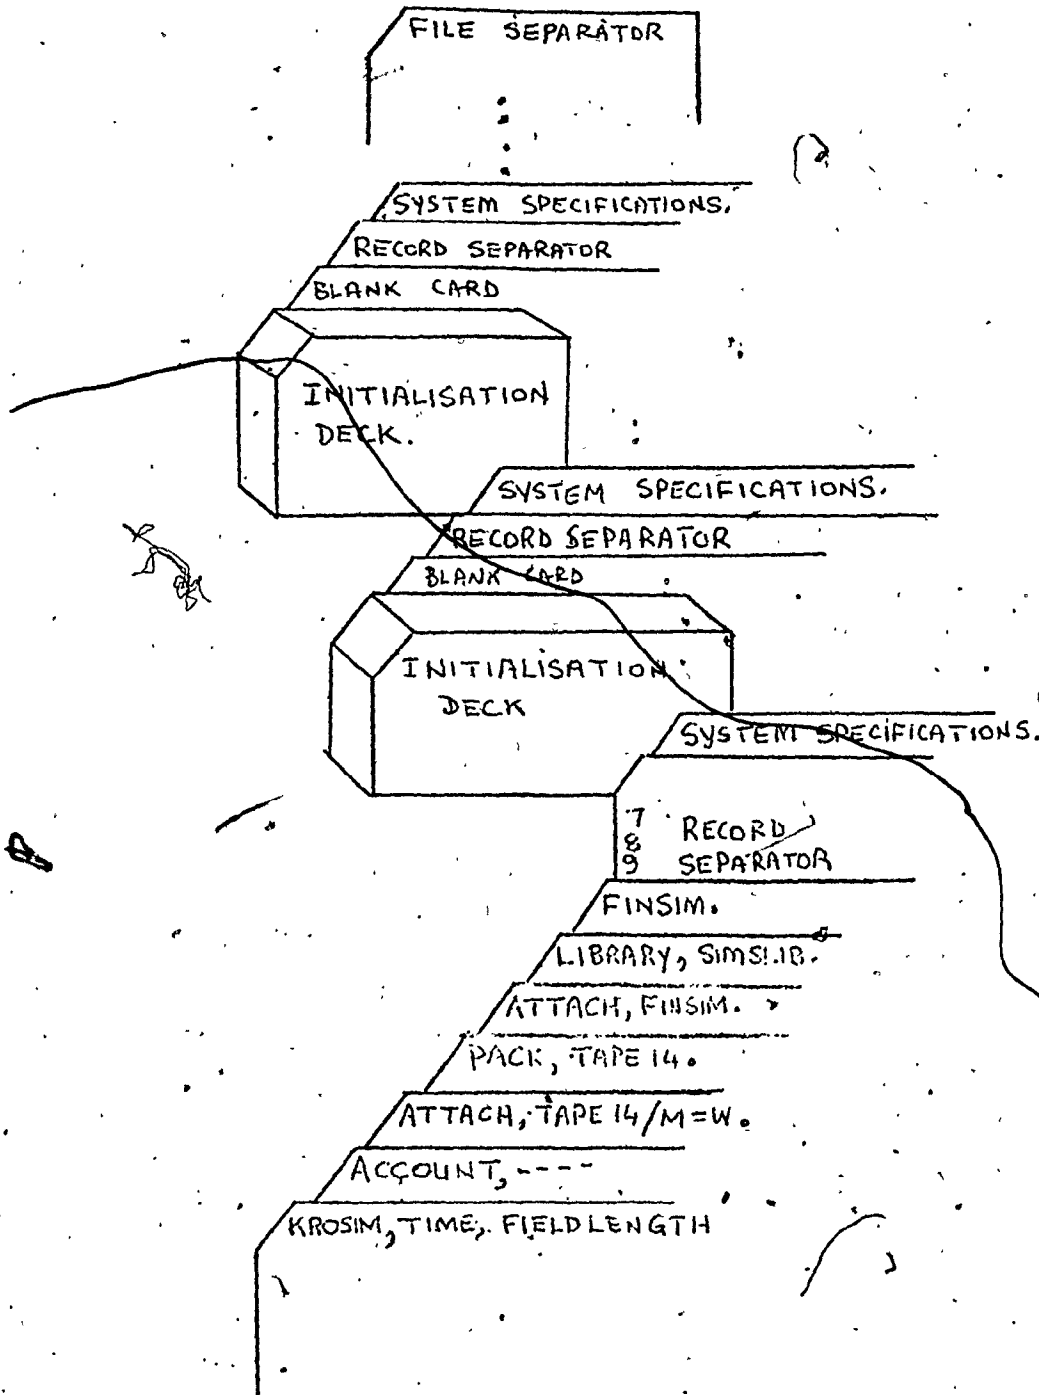 FILE SEPARATOR
SYSTEM SPECIFICATIONS.
RECORD SEPARATOR
BLANK CARD
INITIALISATION
DECK.
SYSTEM SPECIFICATIONS.
RECORD SEPARATOR
BLANK CARD
INITIALISATION
DECK
SYSTEM SPECIFICATIONS.
7
8
9
RECORD
SEPARATOR
FINSIM.
LIBRARY, SIMSLIB.
ATTACH, FINSIM.
PACK, TAPE 14.
ATTACH, TAPE 14/M=W.
ACCOUNT, ----
KROSIM, TIME, FIELD LENGTH